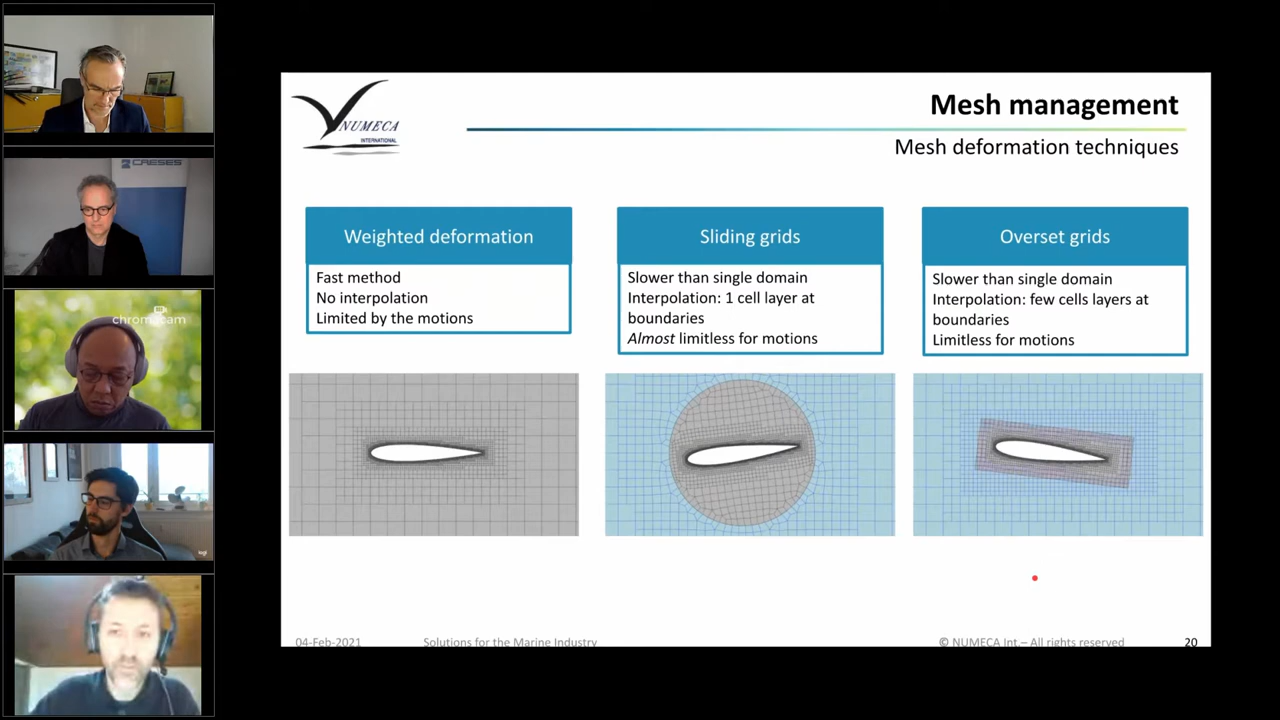 CAESES
chromacam
logi
NUMECA
INTERNATIONAL
Mesh management
Mesh deformation techniques
Weighted deformation
Fast method
No interpolation
Limited by the motions
Sliding grids
Slower than single domain
Interpolation: 1 cell layer at
boundaries
Almost limitless for motions
Overset grids
Slower than single domain
Interpolation: few cells layers at
boundaries
Limitless for motions
04-Feb-2021
Solutions for the Marine Industry
© NUMECA Int.– All rights reserved
20